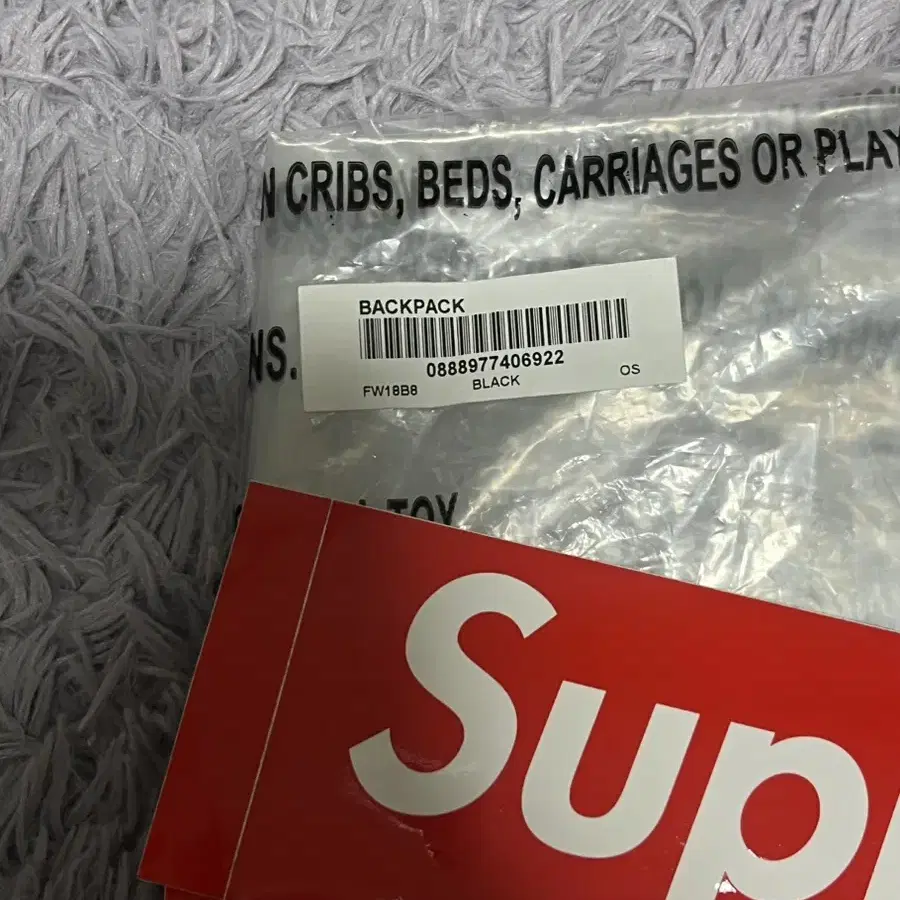 N CRIBS, BEDS, CARRIAGES OR PLAY
NS.
BACKPACK
0888977406922
FW18B8 BLACK OS
TOY
Sup